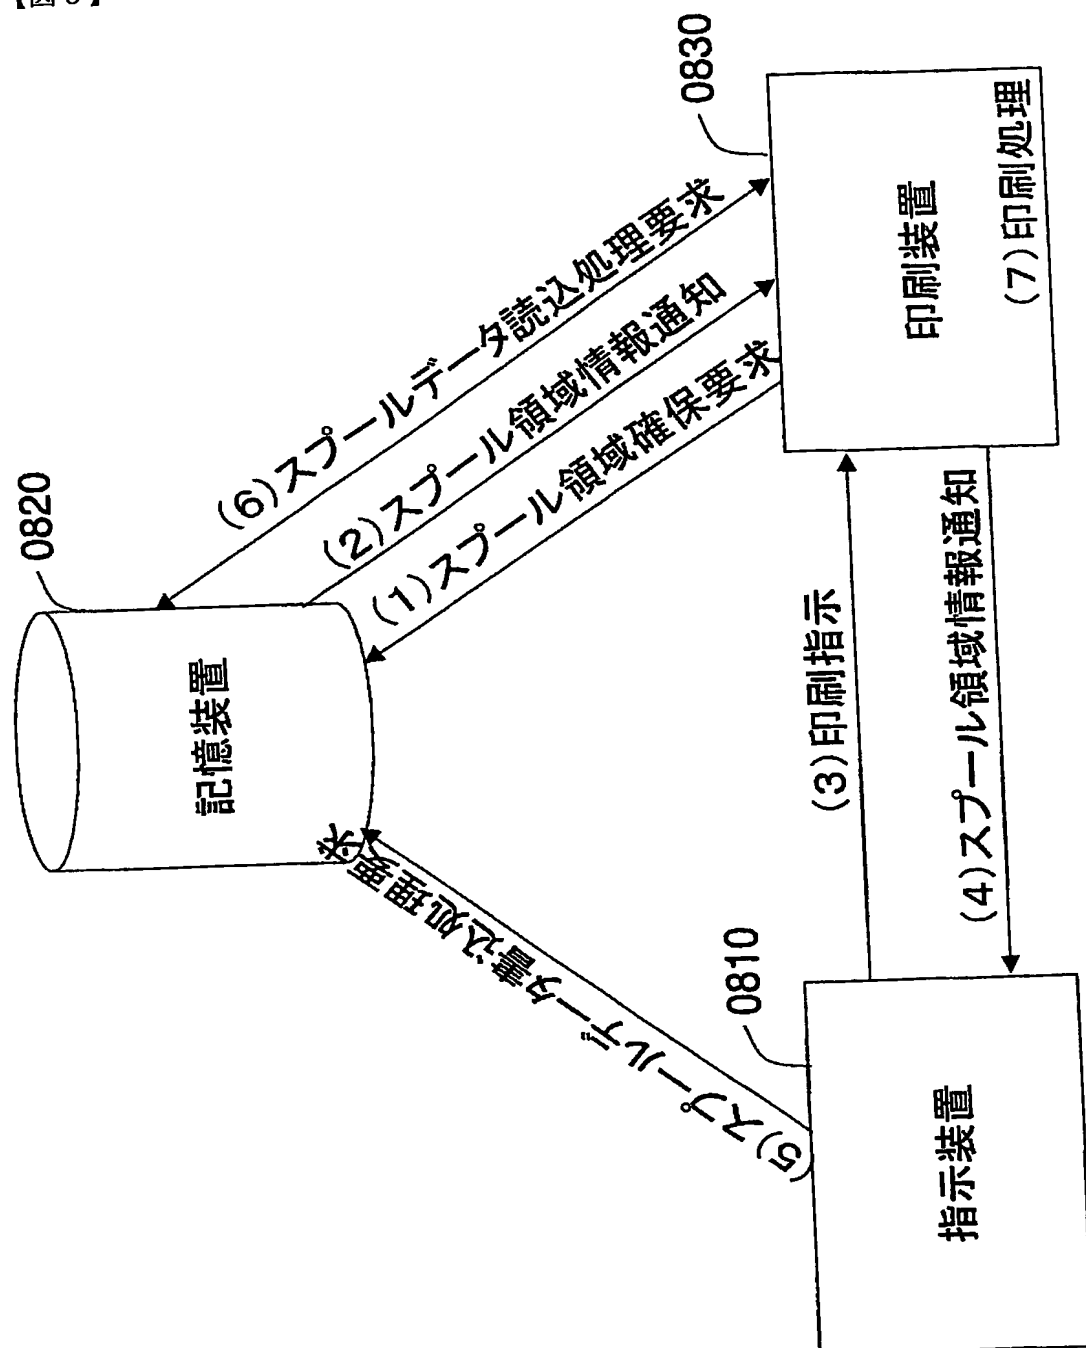 0820
記憶装置
0830
印刷装置
(7)印刷処理
0810
指示装置
(1)スプール領域確保要求
(2)スプール領域情報通知
(3)印刷指示
(4)スプール領域情報通知
(5)スプールデータ書込処理要求
(6)スプールデータ読込処理要求